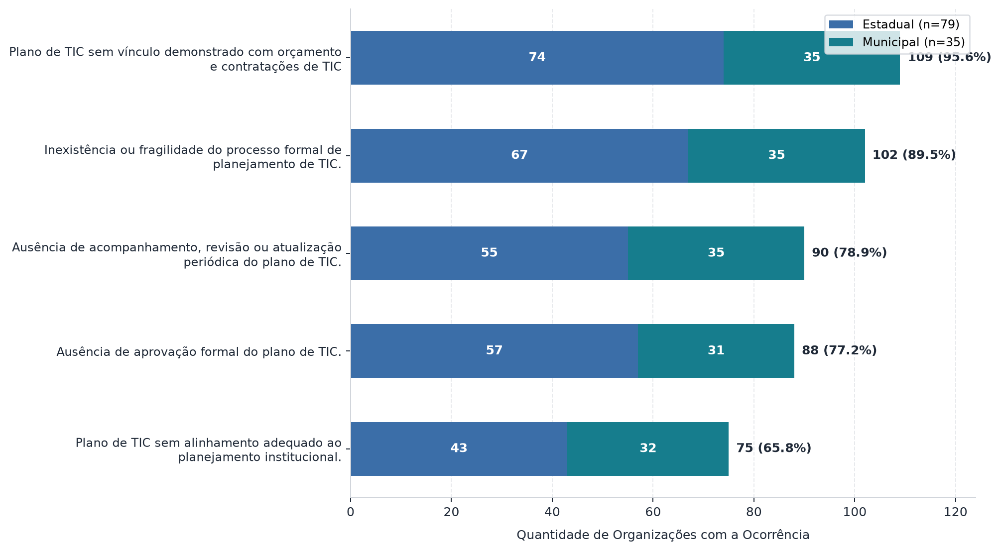 Estadual (n=79)
Municipal (n=35)
Plano de TIC sem vínculo demonstrado com orçamento
e contratações de TIC
74
35
109 (95.6%)
Inexistência ou fragilidade do processo formal de
planejamento de TIC.
67
35
102 (89.5%)
Ausência de acompanhamento, revisão ou atualização
periódica do plano de TIC.
55
35
90 (78.9%)
Ausência de aprovação formal do plano de TIC.
57
31
88 (77.2%)
Plano de TIC sem alinhamento adequado ao
planejamento institucional.
43
32
75 (65.8%)
0
20
40
60
80
100
120
Quantidade de Organizações com a Ocorrência